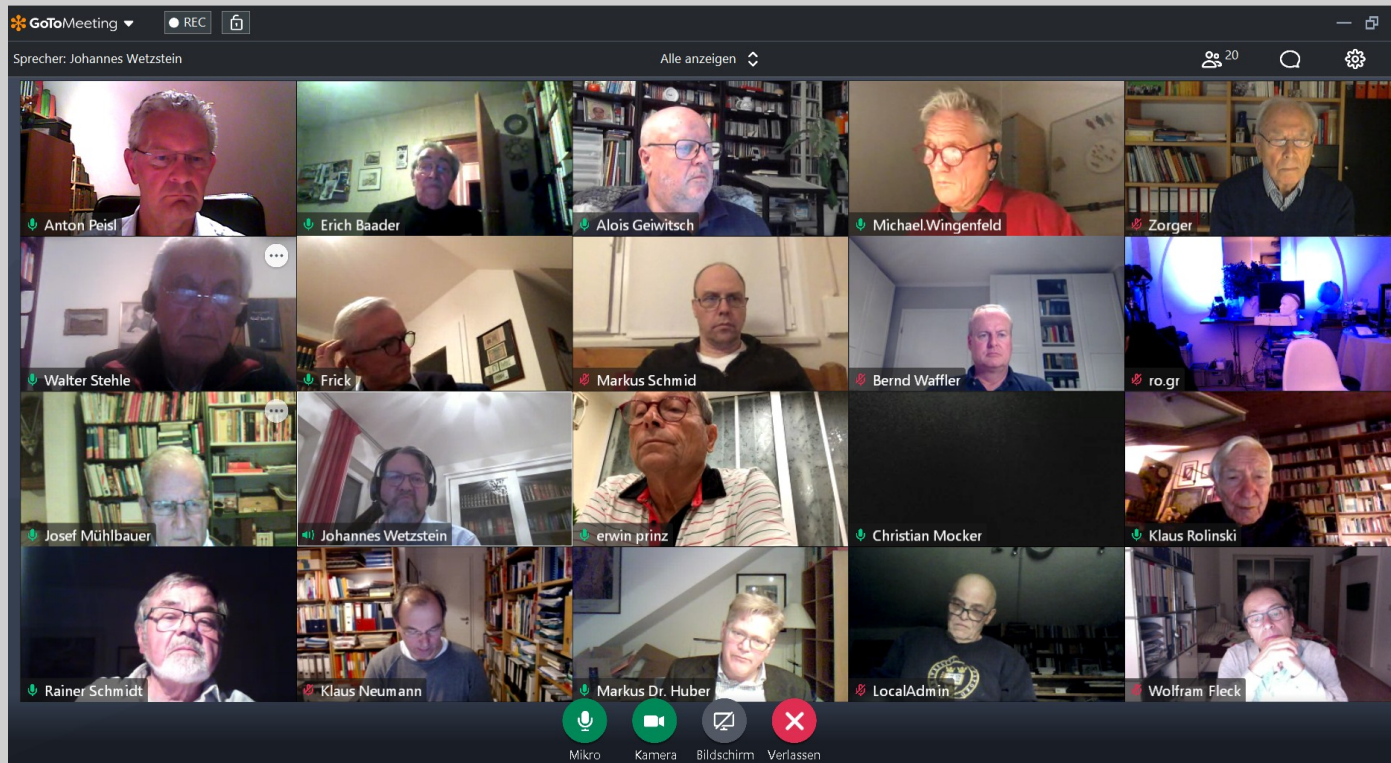 GoToMeeting
REC
Sprecher: Johannes Wetzstein
Alle anzeigen
20
Anton Peisl
Erich Baader
Alois Geiwitsch
Michael.Wingenfeld
Zorger
Walter Stehle
Frick
Markus Schmid
Bernd Waffler
ro.gr
Josef Mühlbauer
Johannes Wetzstein
erwin prinz
Christian Mocker
Klaus Rolinski
Rainer Schmidt
Klaus Neumann
Markus Dr. Huber
LocalAdmin
Wolfram Fleck
Mikro
Kamera
Bildschirm
Verlassen